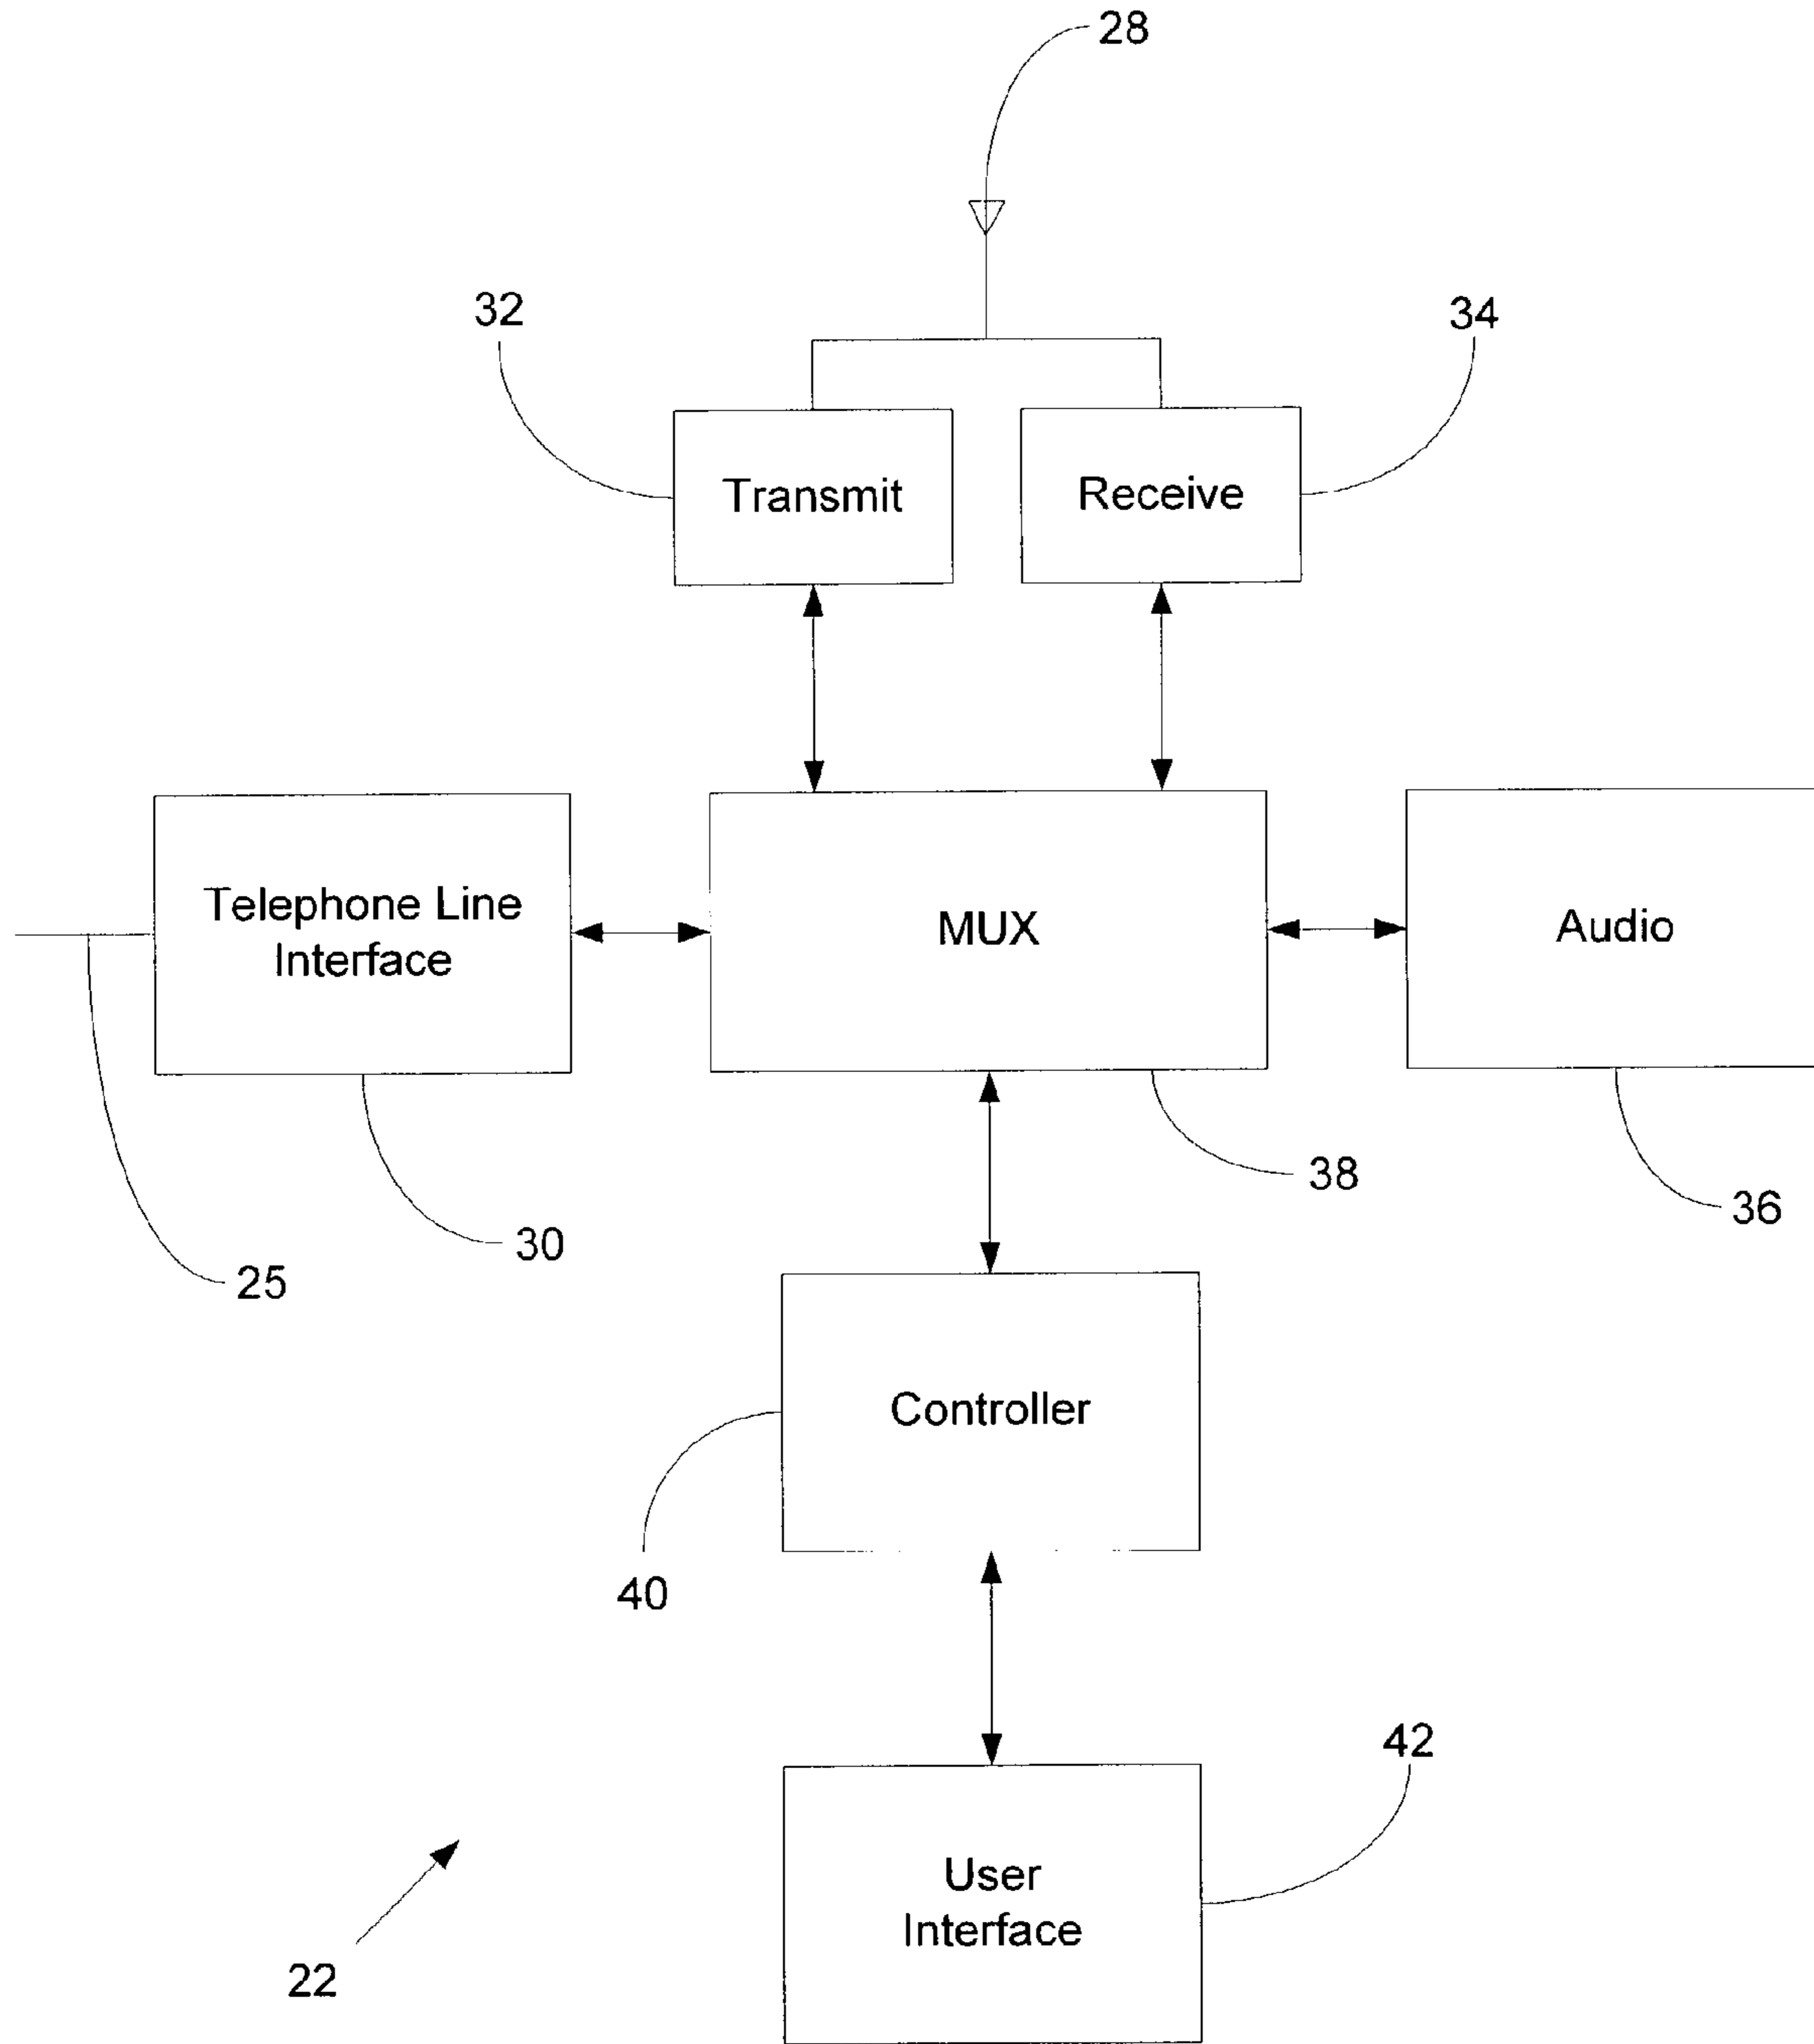 28
32
34
Transmit
Receive
Telephone Line
Interface
MUX
Audio
38
36
30
25
Controller
40
42
User
Interface
22